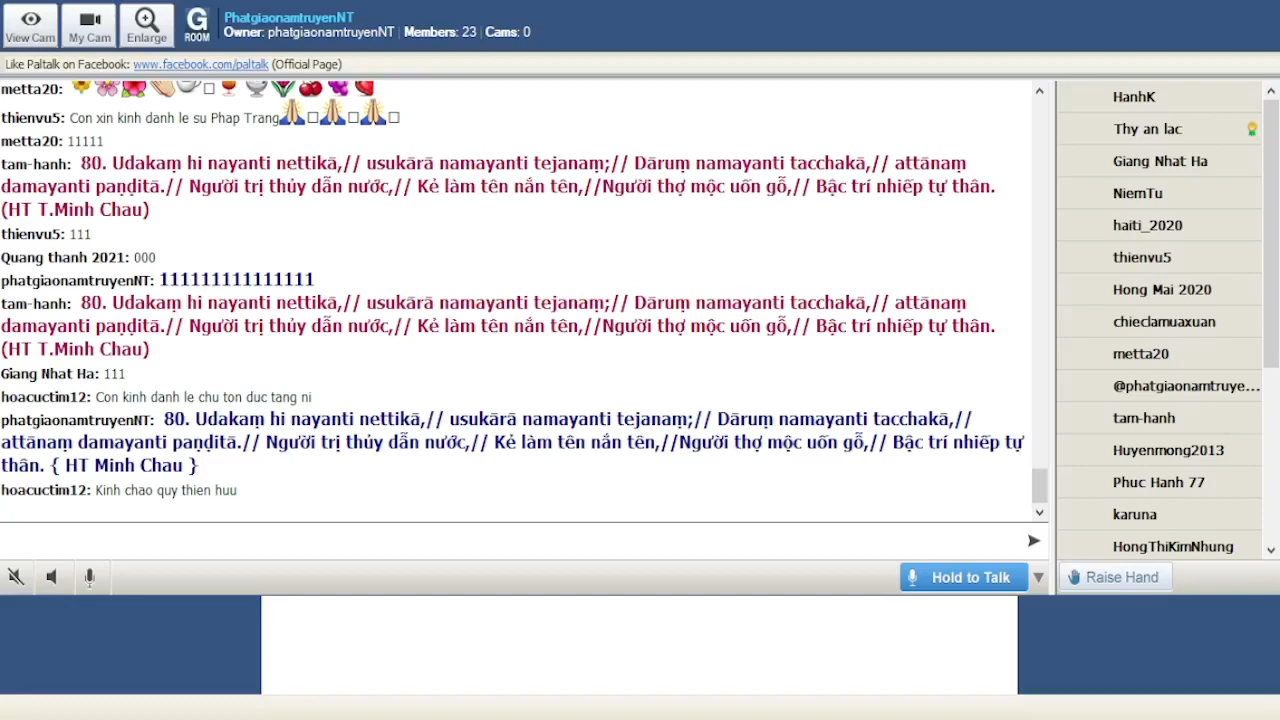 View Cam
My Cam
Enlarge
G
ROOM
PhatgiaonamtruyenNT
Owner: phatgiaonamtruyenNT | Members: 23 | Cams: 0
Like Paltalk on Facebook: www.facebook.com/paltalk (Official Page)
metta20:
thienvu5: Con xin kinh danh le su Phap Trang
metta20: 11111
tam-hanh: 80. Udakaṃ hi nayanti nettikā,// usukārā namayanti tejanaṃ;// Dāruṃ namayanti tacchakā,// attānaṃ
damayanti paṇḍitā.// Người trị thủy dẫn nước,// Kẻ làm tên nắn tên,//Người thợ mộc uốn gỗ,// Bậc trí nhiếp tự thân.
(HT T.Minh Chau)
thienvu5: 111
Quang thanh 2021: 000
phatgiaonamtruyenNT: 111111111111111
tam-hanh: 80. Udakaṃ hi nayanti nettikā,// usukārā namayanti tejanaṃ;// Dāruṃ namayanti tacchakā,// attānaṃ
damayanti paṇḍitā.// Người trị thủy dẫn nước,// Kẻ làm tên nắn tên,//Người thợ mộc uốn gỗ,// Bậc trí nhiếp tự thân.
(HT T.Minh Chau)
Giang Nhat Ha: 111
hoacuctim12: Con kinh danh le chu ton duc tang ni
phatgiaonamtruyenNT: 80. Udakaṃ hi nayanti nettikā,// usukārā namayanti tejanaṃ;// Dāruṃ namayanti tacchakā,//
attānaṃ damayanti paṇḍitā.// Người trị thủy dẫn nước,// Kẻ làm tên nắn tên,//Người thợ mộc uốn gỗ,// Bậc trí nhiếp tự
thân. { HT Minh Chau }
hoacuctim12: Kinh chao quy thien huu
Hold to Talk
HanhK
Thy an lac
Giang Nhat Ha
NiemTu
haiti_2020
thienvu5
Hong Mai 2020
chieclamuaxuan
metta20
@phatgiaonamtruye...
tam-hanh
Huyenmong2013
Phuc Hanh 77
karuna
HongThiKimNhung
Raise Hand